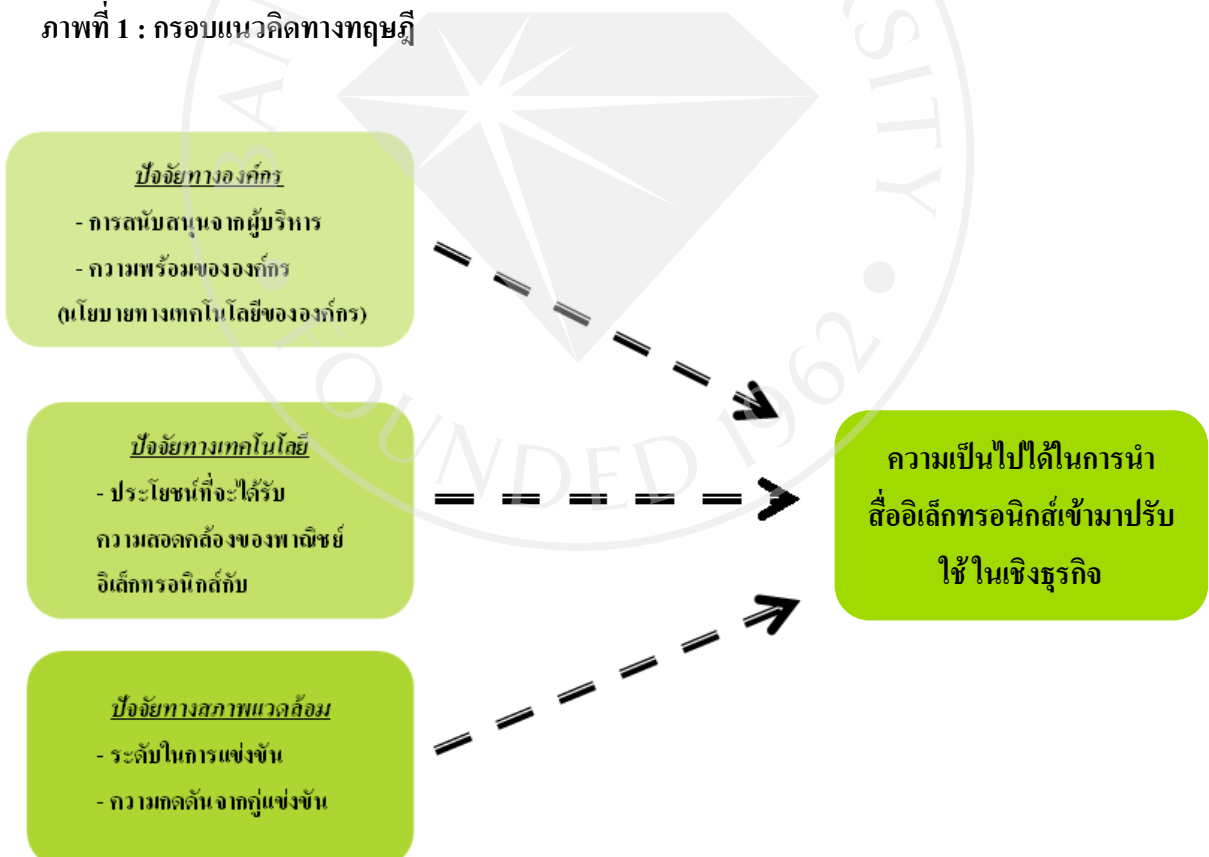 ภาพที่ 1 : กรอบแนวคิดทางทฤษฎี
ปัจจัยทางองค์กร
- การสนับสนุนจากผู้บริหาร
- ความพร้อมขององค์กร
(นโยบายทางเทคโนโลยีขององค์กร)
ปัจจัยทางเทคโนโลยี
- ประโยชน์ที่จะได้รับ
ความสอดคล้องของพาณิชย์
อิเล็กทรอนิกส์กับ
ปัจจัยทางสภาพแวดล้อม
- ระดับในการแข่งขัน
- ความกดดันจากคู่แข่งขัน
ความเป็นไปได้ในการนำ
สื่ออิเล็กทรอนิกส์เข้ามาปรับ
ใช้ในเชิงธุรกิจ
FOUNDED 1962